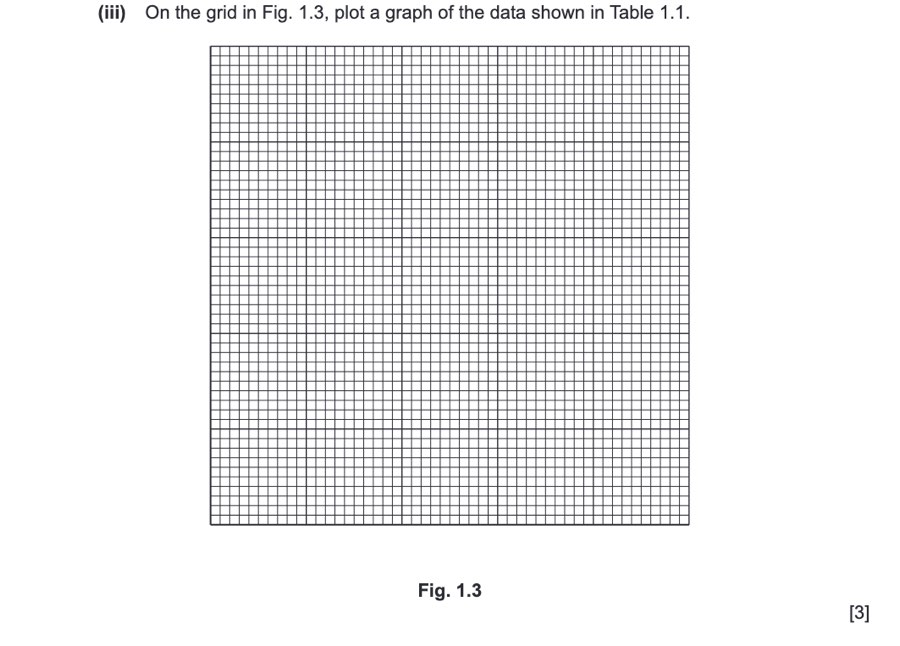 (iii) On the grid in Fig. 1.3, plot a graph of the data shown in Table 1.1.
Fig. 1.3
[3]